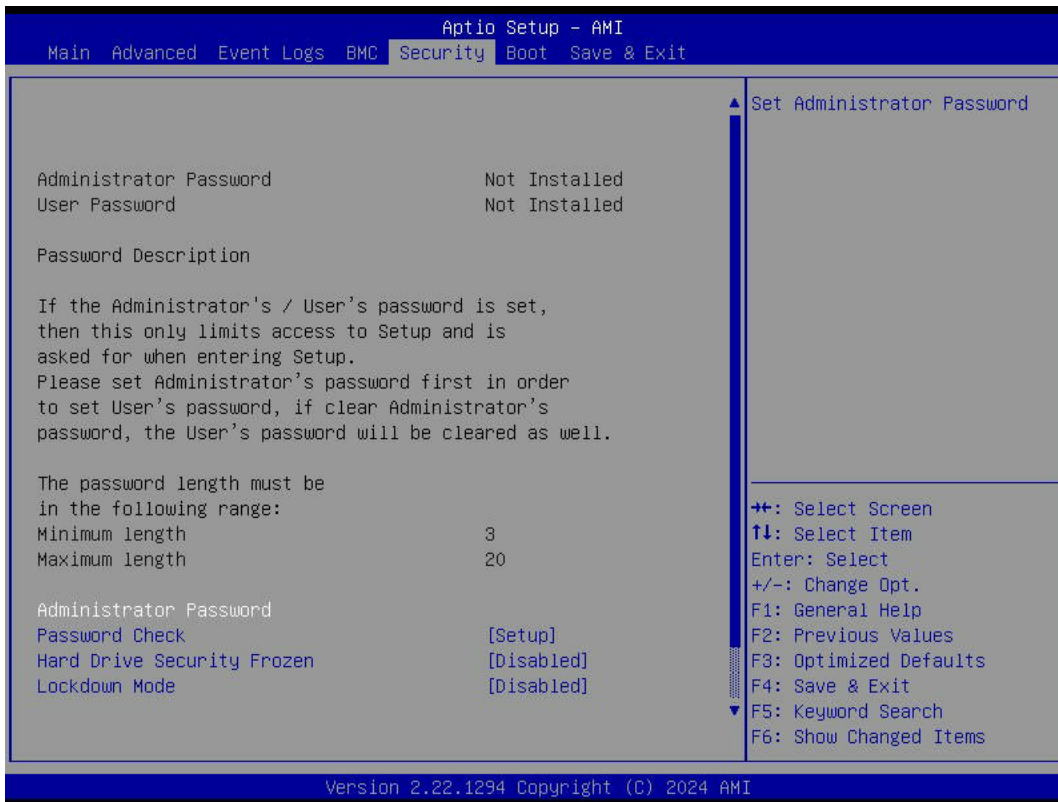 Aptio Setup - AMI
Main Advanced Event Logs BMC Security Boot Save & Exit
Administrator Password Not Installed
User Password Not Installed
Password Description
If the Administrator's / User's password is set,
then this only limits access to Setup and is
asked for when entering Setup.
Please set Administrator's password first in order
to set User's password, if clear Administrator's
password, the User's password will be cleared as well.
The password length must be
in the following range:
Minimum length 3
Maximum length 20
Administrator Password
Password Check [Setup]
Hard Drive Security Frozen [Disabled]
Lockdown Mode [Disabled]
Set Administrator Password
→←: Select Screen
↑↓: Select Item
Enter: Select
+/-: Change Opt.
F1: General Help
F2: Previous Values
F3: Optimized Defaults
F4: Save & Exit
F5: Keyword Search
F6: Show Changed Items
Version 2.22.1294 Copyright (C) 2024 AMI